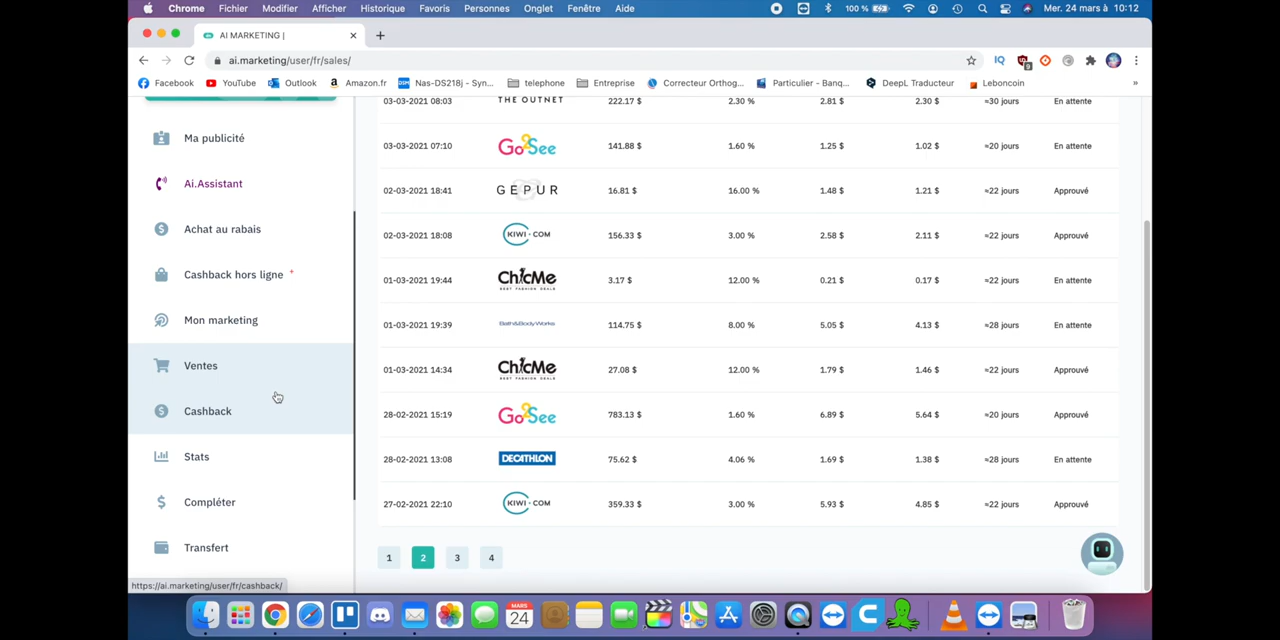 Chrome Fichier Modifier Afficher Historique Favoris Personnes Onglet Fenêtre Aide 100 % Mer. 24 mars à 10:12
AI MARKETING |
ai.marketing/user/fr/sales/
Facebook YouTube Outlook Amazon.fr Nas-DS218j - Syn... telephone Entreprise Correcteur Orthog... Particulier - Banq... DeepL Traducteur Leboncoin »
Ma publicité
Ai.Assistant
Achat au rabais
Cashback hors ligne *
Mon marketing
Ventes
Cashback
Stats
Compléter
Transfert
https://ai.marketing/user/fr/cashback/
03-03-2021 08:03 THE OUTNET 222.17 $ 2.30 % 2.81 $ 2.30 $ ≈30 jours En attente
03-03-2021 07:10 Go2See 141.88 $ 1.60 % 1.25 $ 1.02 $ ≈20 jours En attente
02-03-2021 18:41 GEPUR 16.81 $ 16.00 % 1.48 $ 1.21 $ ≈22 jours Approuvé
02-03-2021 18:08 KIWI.COM 156.33 $ 3.00 % 2.58 $ 2.11 $ ≈22 jours Approuvé
01-03-2021 19:44 ChicMe BEST FASHION DEALS 3.17 $ 12.00 % 0.21 $ 0.17 $ ≈22 jours En attente
01-03-2021 19:39 Bath&BodyWorks 114.75 $ 8.00 % 5.05 $ 4.13 $ ≈28 jours En attente
01-03-2021 14:34 ChicMe BEST FASHION DEALS 27.08 $ 12.00 % 1.79 $ 1.46 $ ≈22 jours Approuvé
28-02-2021 15:19 Go2See 783.13 $ 1.60 % 6.89 $ 5.64 $ ≈20 jours Approuvé
28-02-2021 13:08 DECATHLON 75.62 $ 4.06 % 1.69 $ 1.38 $ ≈28 jours En attente
27-02-2021 22:10 KIWI.COM 359.33 $ 3.00 % 5.93 $ 4.85 $ ≈22 jours Approuvé
1 2 3 4
MARS
24